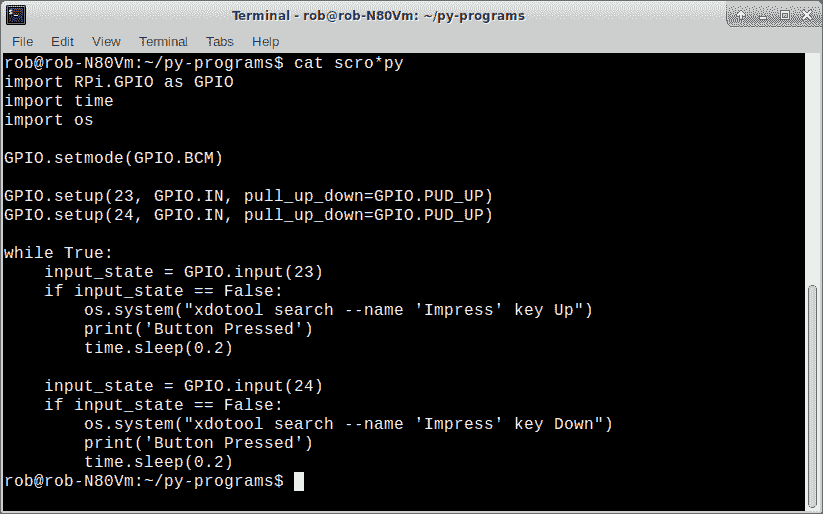 Terminal - rob@rob-N80Vm: ~/py-programs
File Edit View Terminal Tabs Help
rob@rob-N80Vm:~/py-programs$ cat scro*py
import RPi.GPIO as GPIO
import time
import os

GPIO.setmode(GPIO.BCM)

GPIO.setup(23, GPIO.IN, pull_up_down=GPIO.PUD_UP)
GPIO.setup(24, GPIO.IN, pull_up_down=GPIO.PUD_UP)

while True:
    input_state = GPIO.input(23)
    if input_state == False:
        os.system("xdotool search --name 'Impress' key Up")
        print('Button Pressed')
        time.sleep(0.2)

    input_state = GPIO.input(24)
    if input_state == False:
        os.system("xdotool search --name 'Impress' key Down")
        print('Button Pressed')
        time.sleep(0.2)
rob@rob-N80Vm:~/py-programs$